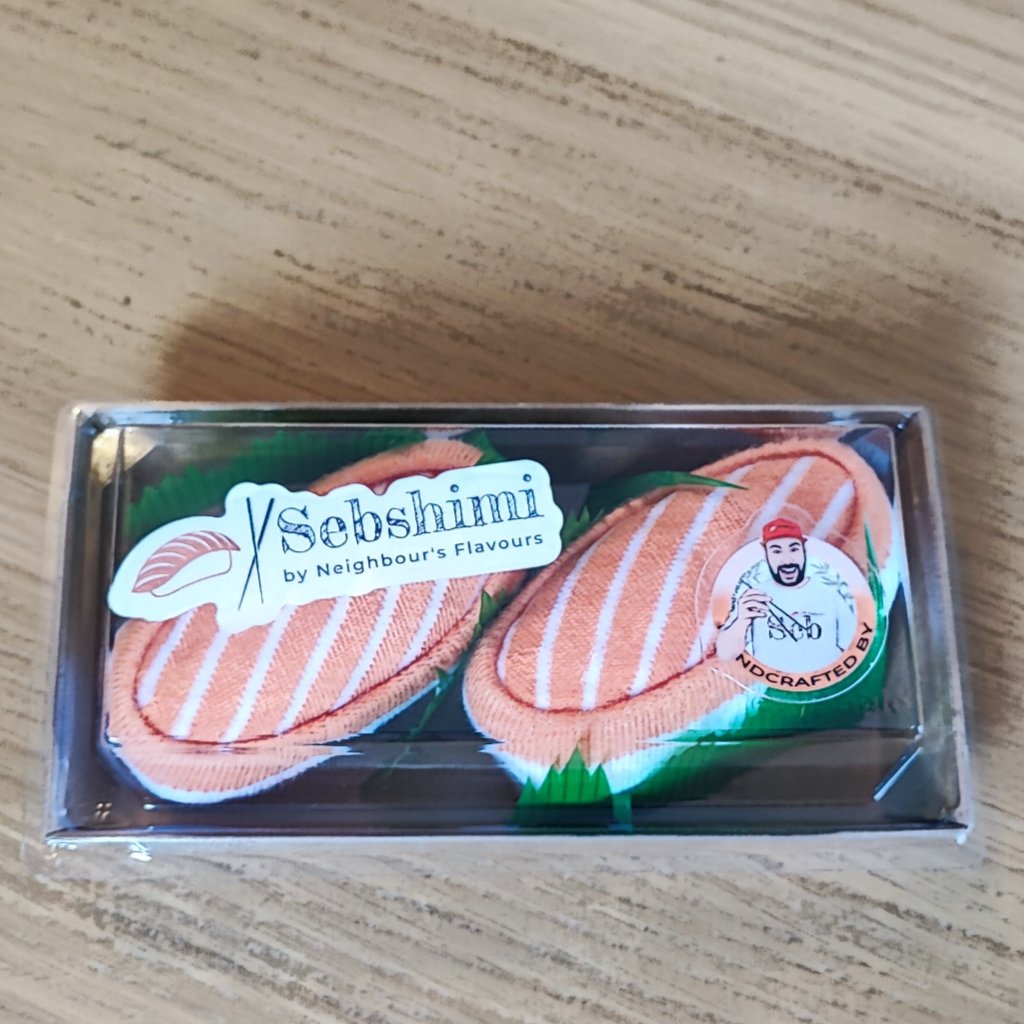 Sebshimi
by Neighbour's Flavours
Seb
NDCRAFTED BY